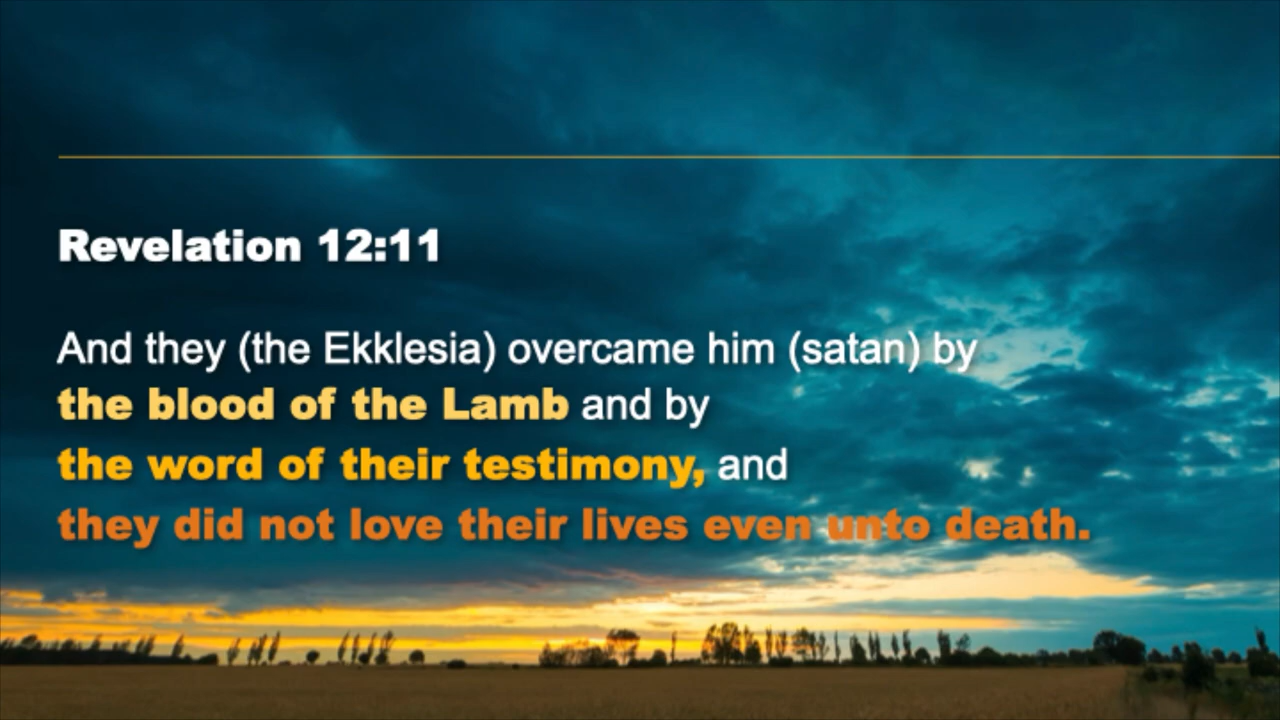 Revelation 12:11
And they (the Ekklesia) overcame him (satan) by
the blood of the Lamb and by
the word of their testimony, and
they did not love their lives even unto death.